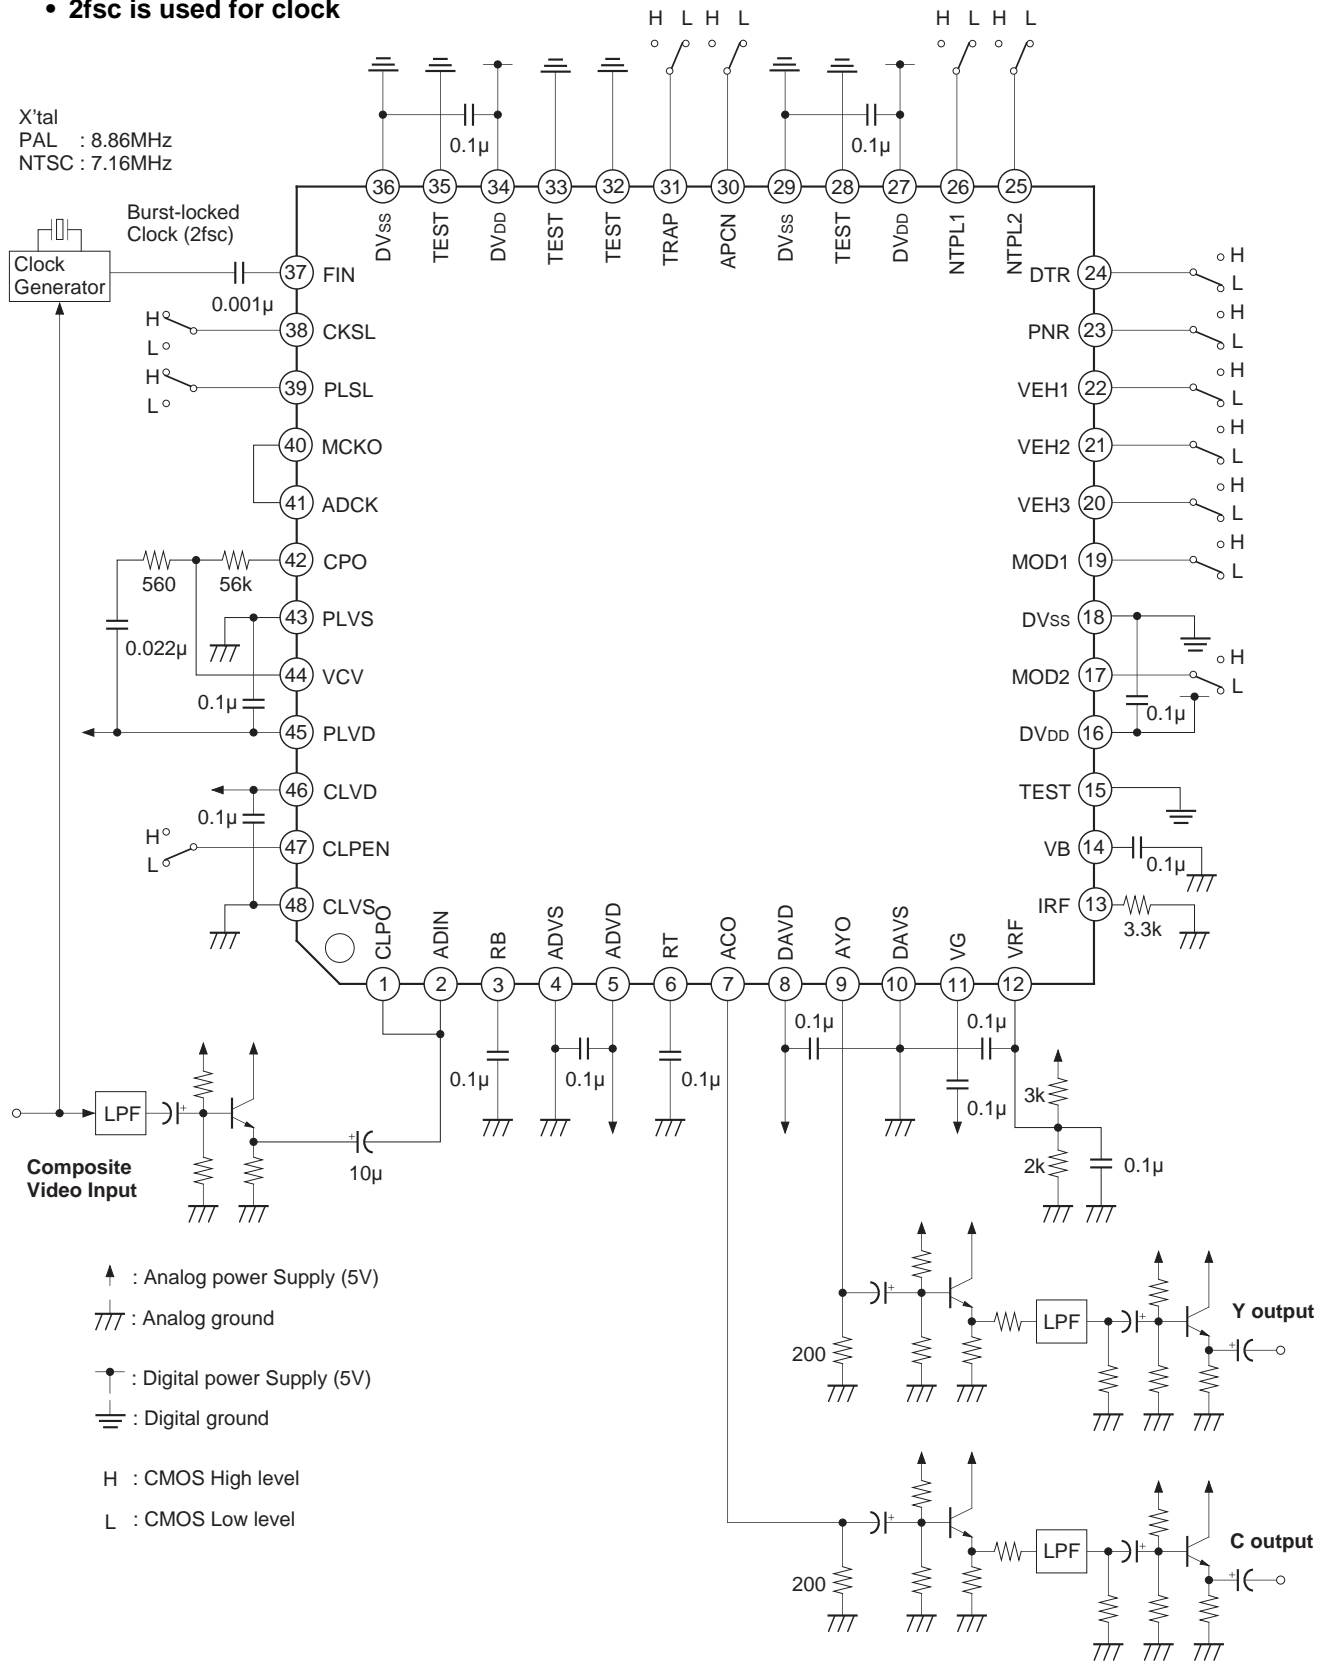 • 2fsc is used for clock
H L H L
H L H L
X'tal
PAL : 8.86MHz
NTSC : 7.16MHz
0.1µ
0.1µ
36 35 34 33 32 31 30 29 28 27 26 25
DVss TEST DVDD TEST TEST TRAP APCN DVss TEST DVDD NTPL1 NTPL2
Burst-locked
Clock (2fsc)
Clock
Generator
0.001µ
37 FIN
H
L
38 CKSL
H
L
39 PLSL
40 MCKO
41 ADCK
560
56k
42 CPO
0.022µ
43 PLVS
44 VCV
0.1µ
45 PLVD
46 CLVD
0.1µ
H
L
47 CLPEN
48 CLVS
DTR 24
H
L
PNR 23
H
L
VEH1 22
H
L
VEH2 21
H
L
VEH3 20
H
L
MOD1 19
H
L
DVss 18
MOD2 17
H
L
0.1µ
DVDD 16
TEST 15
VB 14
0.1µ
IRF 13
3.3k
CLPO ADIN RB ADVS ADVD RT ACO DAVD AYO DAVS VG VRF
1 2 3 4 5 6 7 8 9 10 11 12
0.1µ
0.1µ
0.1µ
0.1µ
0.1µ
0.1µ
0.1µ
3k
2k
0.1µ
LPF
10µ
Composite
Video Input
: Analog power Supply (5V)
: Analog ground
: Digital power Supply (5V)
: Digital ground
H : CMOS High level
L : CMOS Low level
200
LPF
Y output
200
LPF
C output
+
+
+
+
+
+
+
+